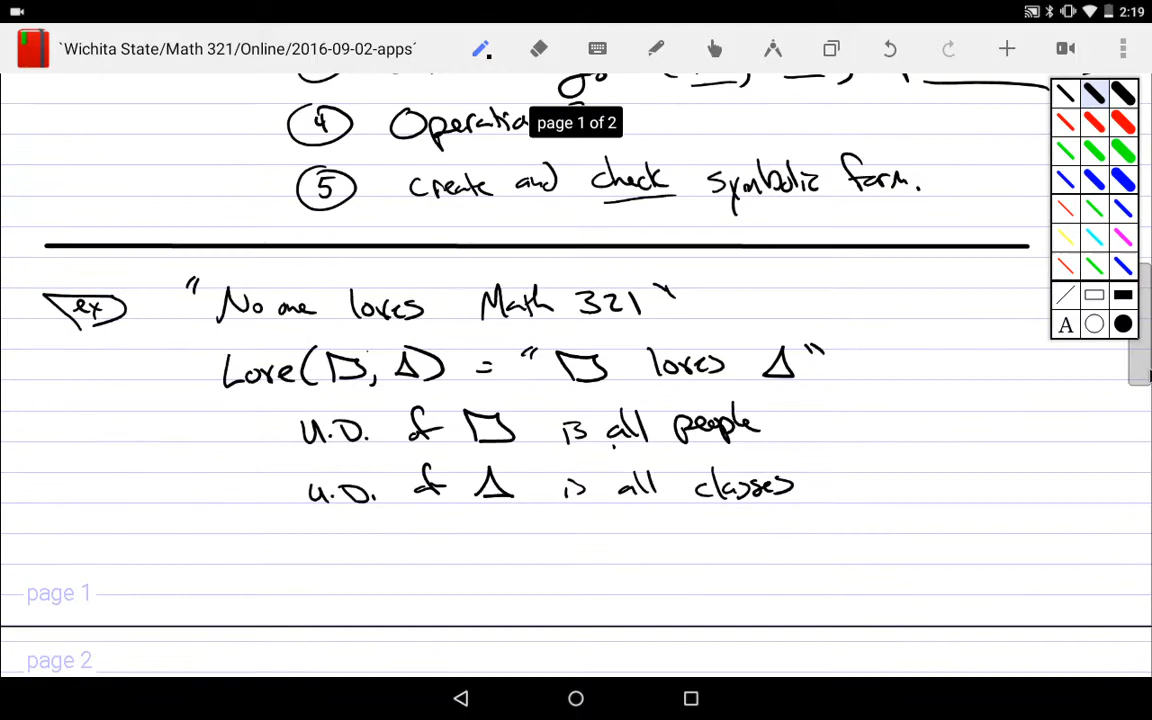 2:19
`Wichita State/Math 321/Online/2016-09-02-apps´
④ Operation
page 1 of 2
⑤ create and check symbolic form.
ex "No one loves Math 321"
Love(□, Δ) = "□ loves Δ"
U.D. of □ is all people
U.D. of Δ is all classes
A
page 1
page 2